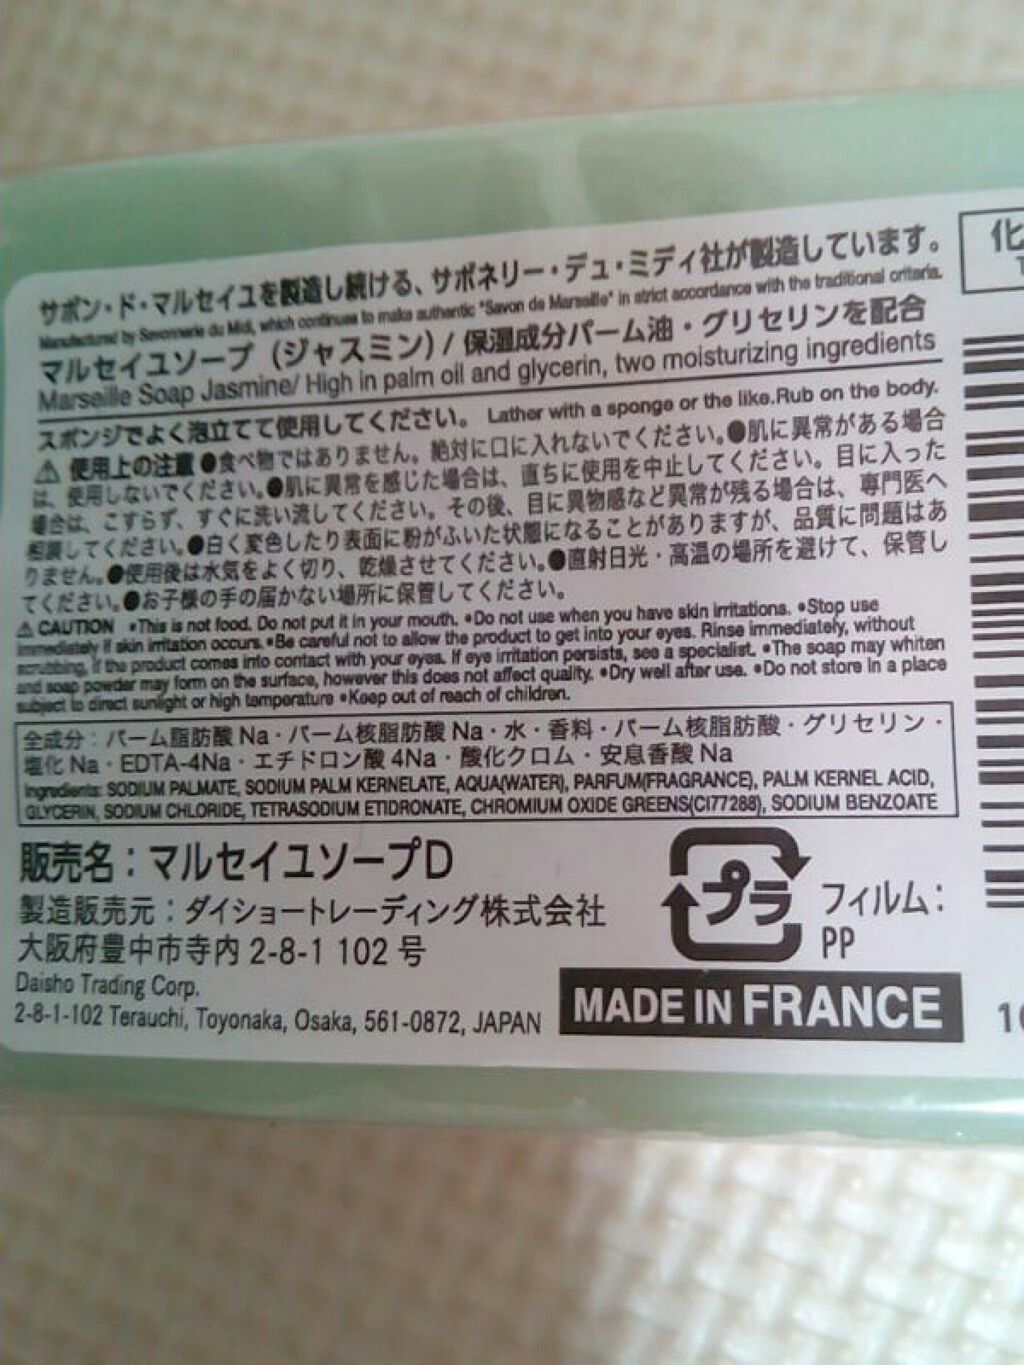 サボン・ド・マルセイユを製造し続ける、サボネリー・デュ・ミディ社が製造しています。
Manufactured by Savonnerie du Midi, which continues to make authentic "Savon de Marseille" in strict accordance with the traditional criteria.
マルセイユソープ（ジャスミン）/ 保湿成分パーム油・グリセリンを配合
Marseille Soap Jasmine/ High in palm oil and glycerin, two moisturizing ingredients
スポンジでよく泡立てて使用してください。 Lather with a sponge or the like.Rub on the body.
⚠ 使用上の注意 ●食べ物ではありません。絶対に口に入れないでください。●肌に異常がある場合
は、使用しないでください。●肌に異常を感じた場合は、直ちに使用を中止してください。目に入った
場合は、こすらず、すぐに洗い流してください。その後、目に異物感など異常が残る場合は、専門医へ
相談してください。●白く変色したり表面に粉がふいた状態になることがありますが、品質に問題はあ
りません。●使用後は水気をよく切り、乾燥させてください。●直射日光・高温の場所を避けて、保管し
てください。●お子様の手の届かない場所に保管してください。
⚠ CAUTION •This is not food. Do not put it in your mouth. •Do not use when you have skin irritations. •Stop use
immediately if skin irritation occurs. •Be careful not to allow the product to get into your eyes. Rinse immediately, without
scrubbing, if the product comes into contact with your eyes. If eye irritation persists, see a specialist. •The soap may whiten
and soap powder may form on the surface, however this does not affect quality. •Dry well after use. •Do not store in a place
subject to direct sunlight or high temperature •Keep out of reach of children.
全成分：パーム脂肪酸 Na・パーム核脂肪酸 Na・水・香料・パーム核脂肪酸・グリセリン・
塩化 Na・EDTA-4Na・エチドロン酸 4Na・酸化クロム・安息香酸 Na
Ingredients: SODIUM PALMATE, SODIUM PALM KERNELATE, AQUA(WATER), PARFUM(FRAGRANCE), PALM KERNEL ACID,
GLYCERIN, SODIUM CHLORIDE, TETRASODIUM ETIDRONATE, CHROMIUM OXIDE GREENS(CI77288), SODIUM BENZOATE
販売名：マルセイユソープD
製造販売元：ダイショートレーディング株式会社
大阪府豊中市寺内 2-8-1 102 号
Daisho Trading Corp.
2-8-1-102 Terauchi, Toyonaka, Osaka, 561-0872, JAPAN
プラ
フィルム：
PP
MADE IN FRANCE
化
10